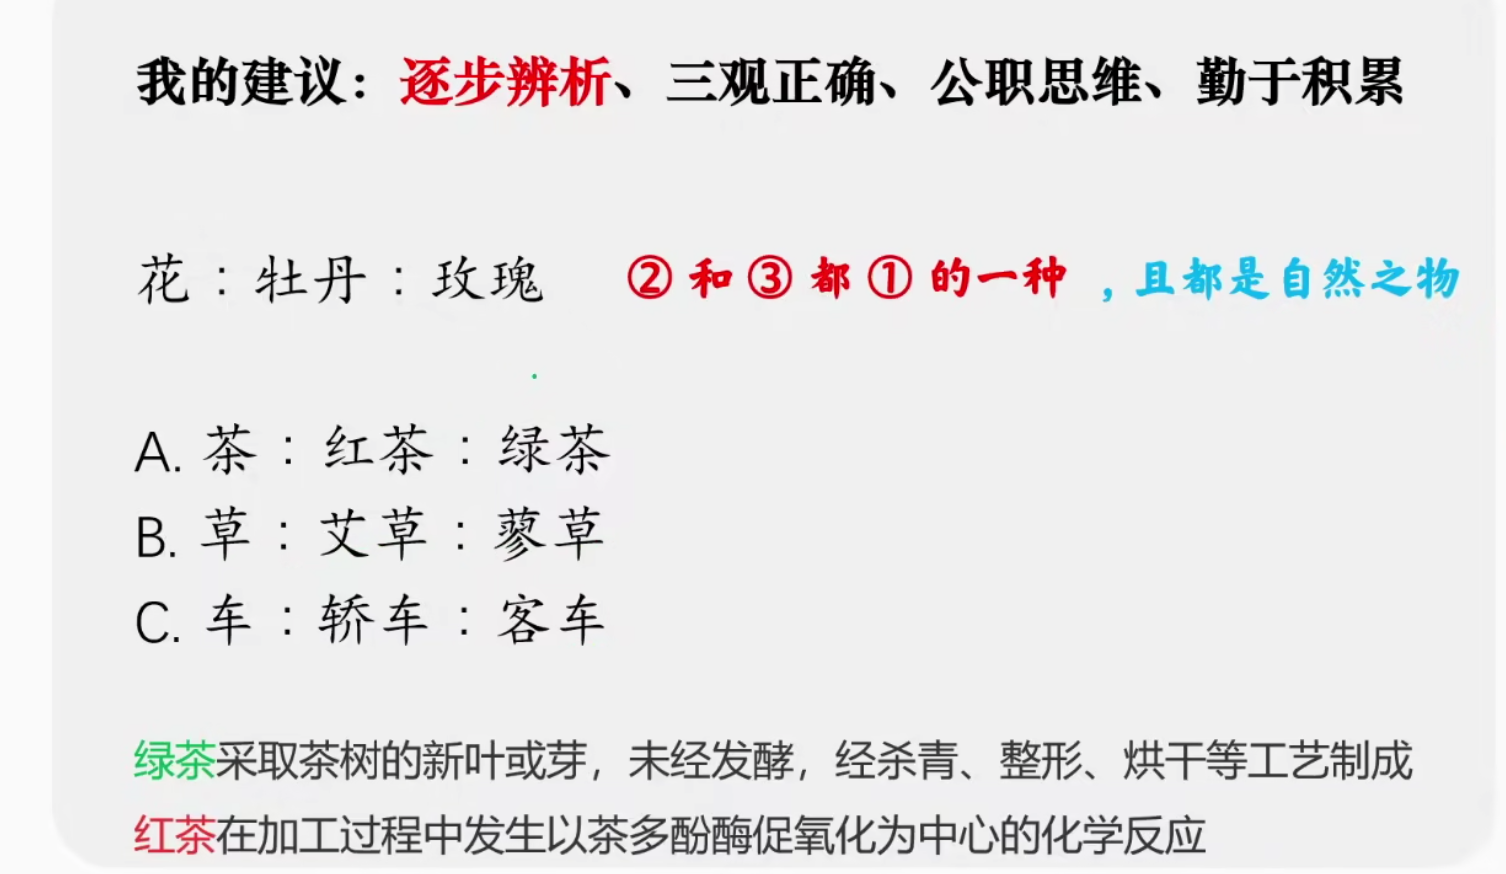 我的建议：逐步辨析、三观正确、公职思维、勤于积累
花：牡丹：玫瑰 ②和③都①的一种，且都是自然之物
A. 茶：红茶：绿茶
B. 草：艾草：蓼草
C. 车：轿车：客车
绿茶采取茶树的新叶或芽，未经发酵，经杀青、整形、烘干等工艺制成
红茶在加工过程中发生以茶多酚酶促氧化为中心的化学反应